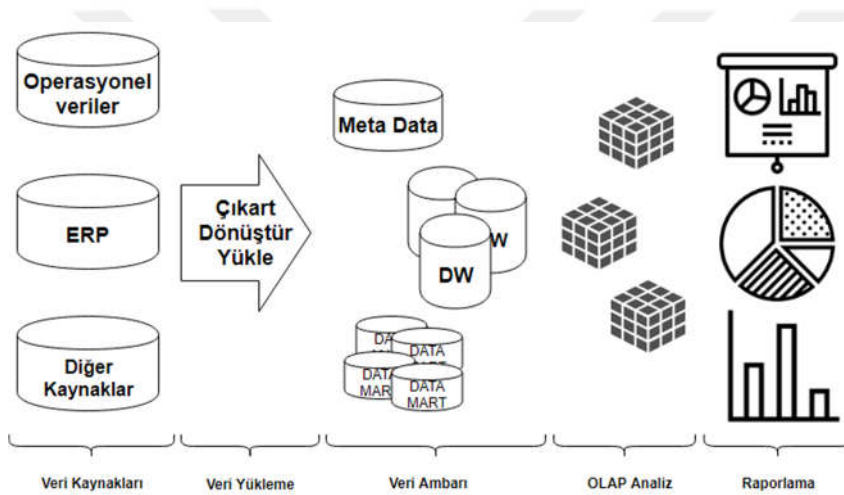 Operasyonel
veriler
ERP
Diğer
Kaynaklar
Çıkart
Dönüştür
Yükle
Meta Data
W
DW
DATA
DATA
MART
DATA
MART
Veri Kaynakları
Veri Yükleme
Veri Ambarı
OLAP Analiz
Raporlama